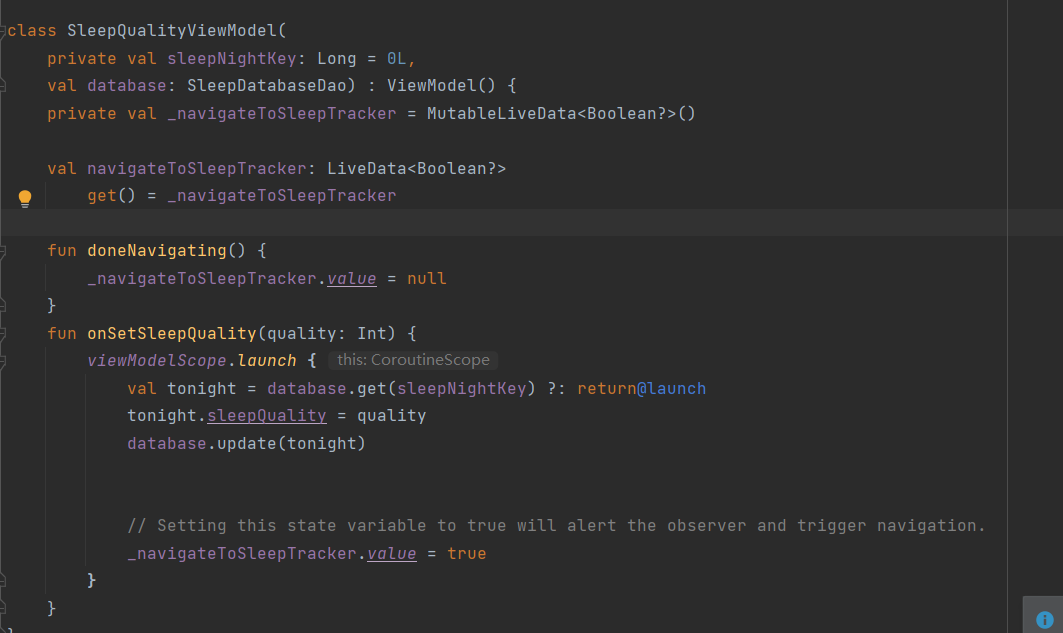 class SleepQualityViewModel(
    private val sleepNightKey: Long = 0L,
    val database: SleepDatabaseDao) : ViewModel() {
    private val _navigateToSleepTracker = MutableLiveData<Boolean?>()
    val navigateToSleepTracker: LiveData<Boolean?>
        get() = _navigateToSleepTracker
    fun doneNavigating() {
        _navigateToSleepTracker.value = null
    }
    fun onSetSleepQuality(quality: Int) {
        viewModelScope.launch { this: CoroutineScope
            val tonight = database.get(sleepNightKey) ?: return@launch
            tonight.sleepQuality = quality
            database.update(tonight)
            // Setting this state variable to true will alert the observer and trigger navigation.
            _navigateToSleepTracker.value = true
        }
    }
}